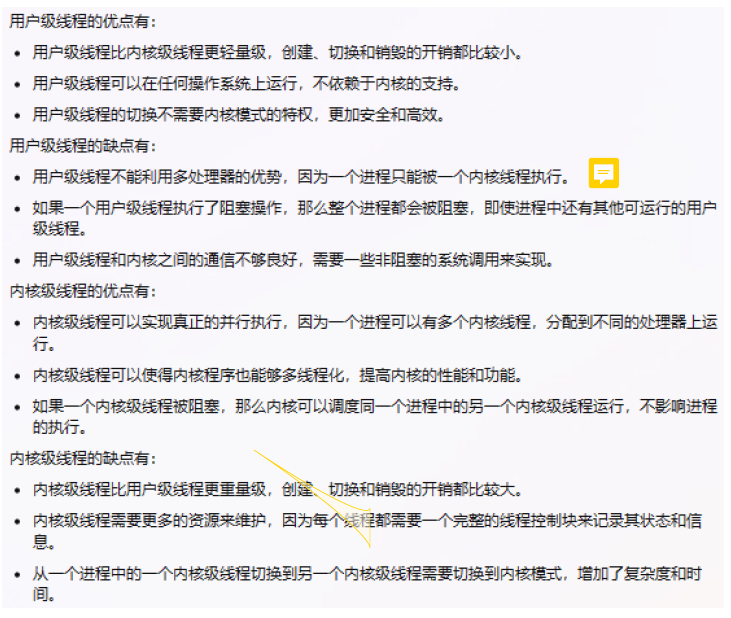 用户级线程的优点有：
• 用户级线程比内核级线程更轻量级，创建、切换和销毁的开销都比较小。
• 用户级线程可以在任何操作系统上运行，不依赖于内核的支持。
• 用户级线程的切换不需要内核模式的特权，更加安全和高效。
用户级线程的缺点有：
• 用户级线程不能利用多处理器的优势，因为一个进程只能被一个内核线程执行。
• 如果一个用户级线程执行了阻塞操作，那么整个进程都会被阻塞，即使进程中还有其他可运行的用户
级线程。
• 用户级线程和内核之间的通信不够良好，需要一些非阻塞的系统调用来实现。
内核级线程的优点有：
• 内核级线程可以实现真正的并行执行，因为一个进程可以有多个内核线程，分配到不同的处理器上运
行。
• 内核级线程可以使得内核程序也能够多线程化，提高内核的性能和功能。
• 如果一个内核级线程被阻塞，那么内核可以调度同一个进程中的另一个内核级线程运行，不影响进程
的执行。
内核级线程的缺点有：
• 内核级线程比用户级线程更重量级，创建、切换和销毁的开销都比较大。
• 内核级线程需要更多的资源来维护，因为每个线程都需要一个完整的线程控制块来记录其状态和信
息。
• 从一个进程中的一个内核级线程切换到另一个内核级线程需要切换到内核模式，增加了复杂度和时
间。